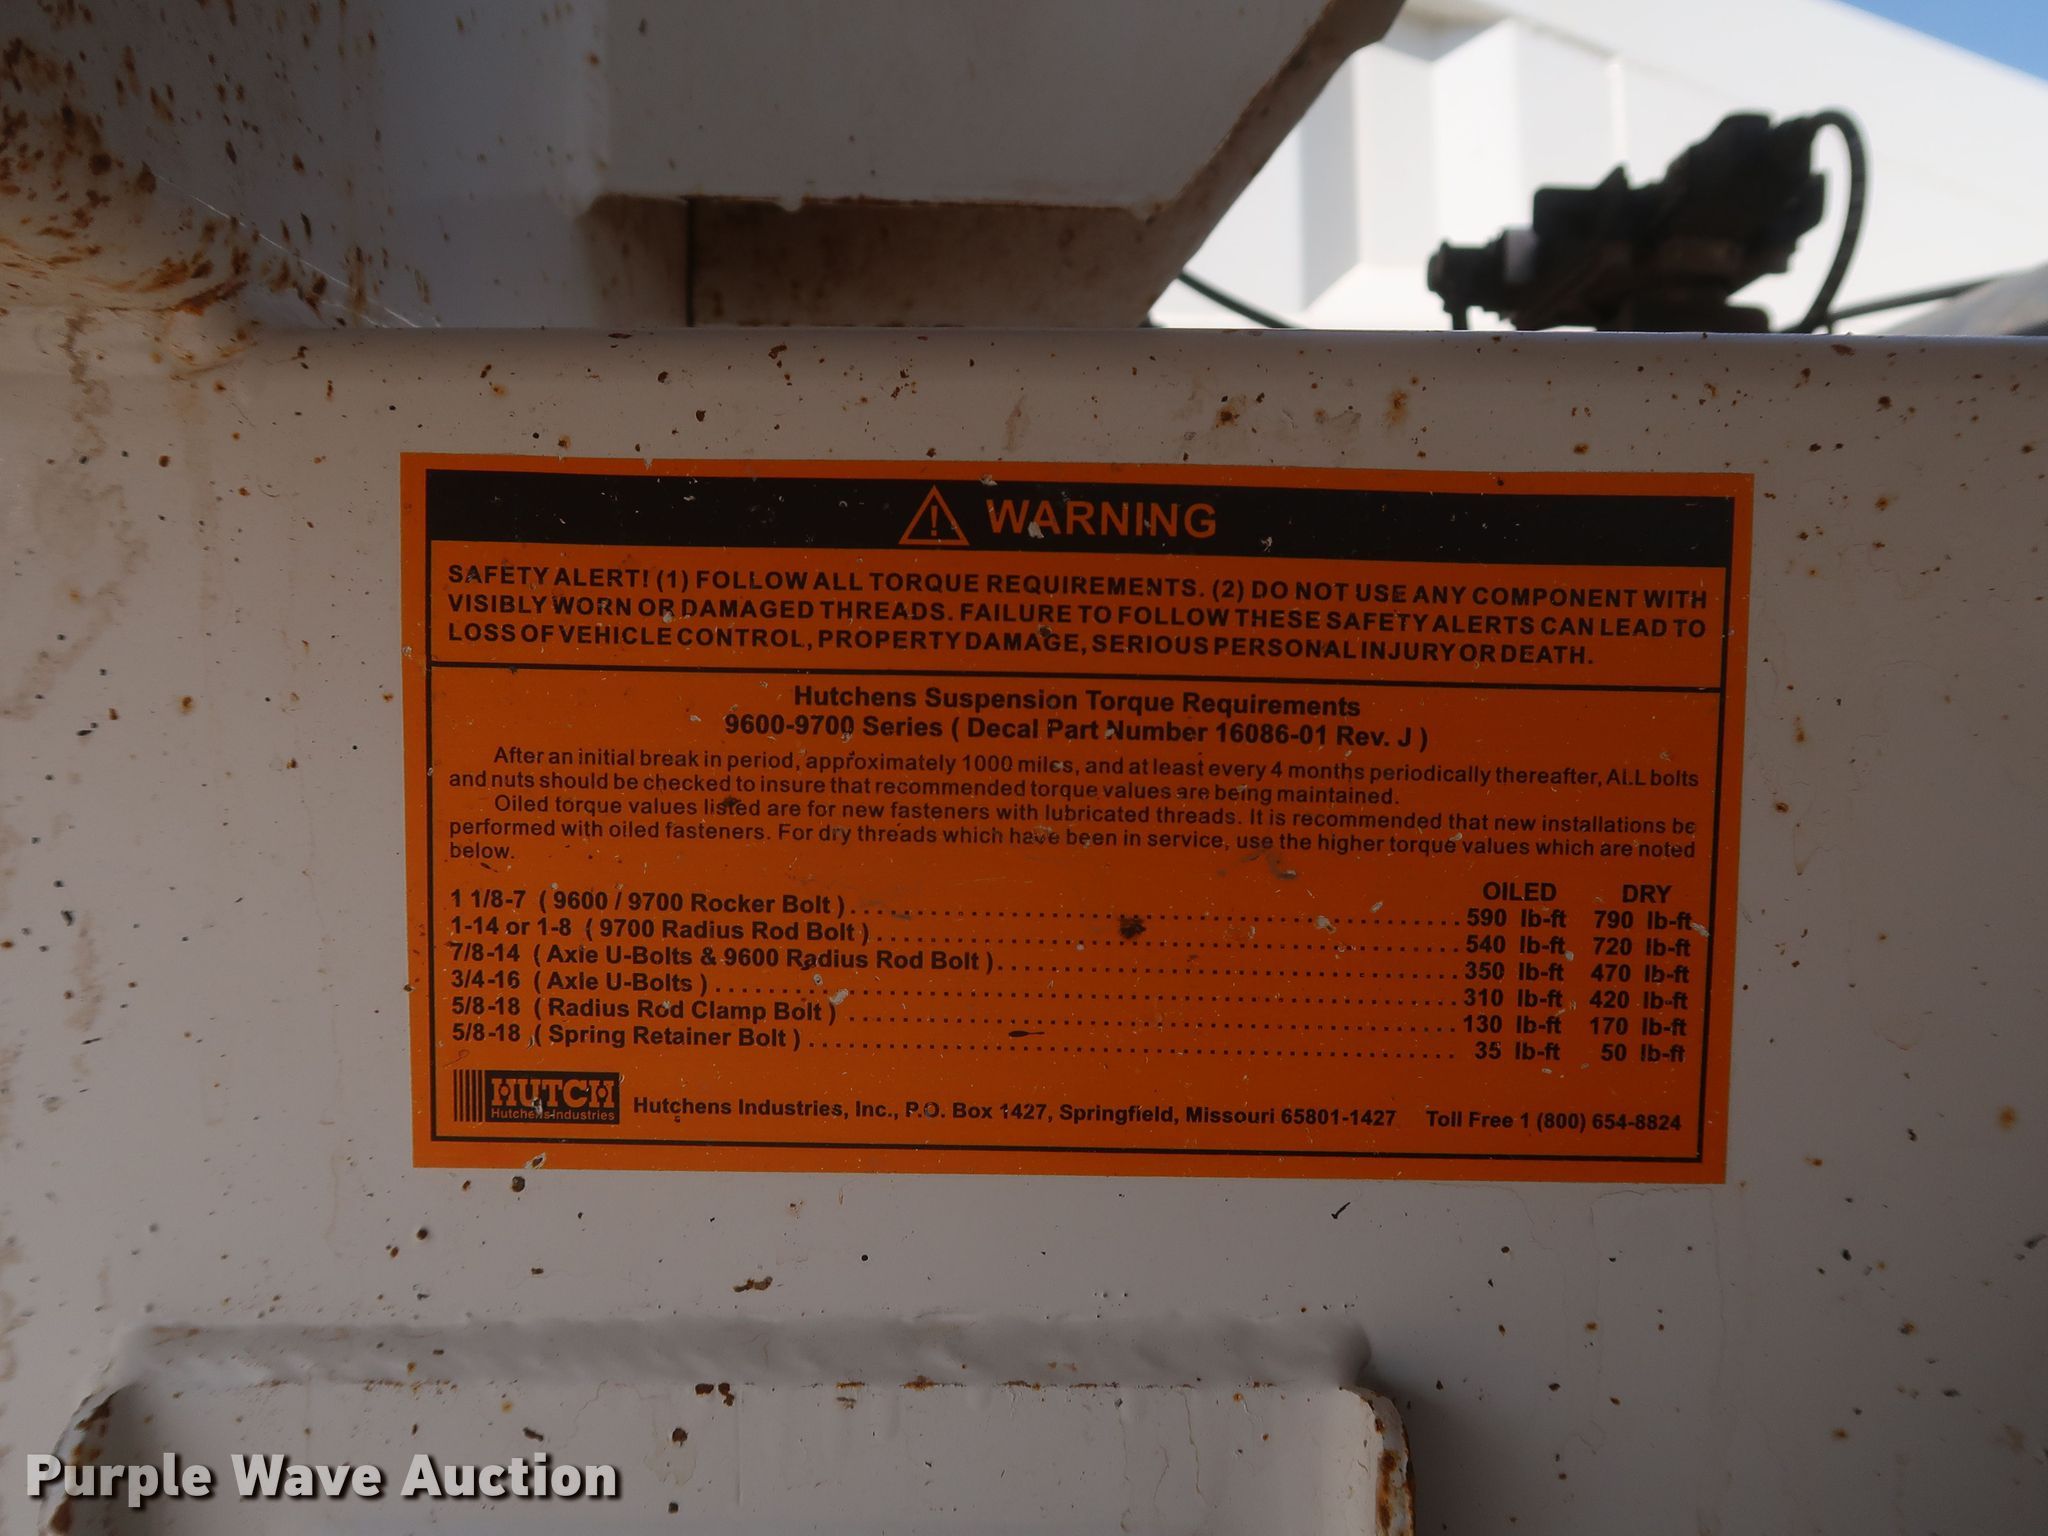 WARNING
SAFETY ALERT! (1) FOLLOW ALL TORQUE REQUIREMENTS. (2) DO NOT USE ANY COMPONENT WITH
VISIBLY WORN OR DAMAGED THREADS. FAILURE TO FOLLOW THESE SAFETY ALERTS CAN LEAD TO
LOSS OF VEHICLE CONTROL, PROPERTY DAMAGE, SERIOUS PERSONAL INJURY OR DEATH.
Hutchens Suspension Torque Requirements
9600-9700 Series ( Decal Part Number 16086-01 Rev. J )
After an initial break in period, approximately 1000 miles, and at least every 4 months periodically thereafter, ALL bolts
and nuts should be checked to insure that recommended torque values are being maintained.
Oiled torque values listed are for new fasteners with lubricated threads. It is recommended that new installations be
performed with oiled fasteners. For dry threads which have been in service, use the higher torque values which are noted
below.
OILED DRY
1 1/8-7 ( 9600 / 9700 Rocker Bolt ) 590 lb-ft 790 lb-ft
1-14 or 1-8 ( 9700 Radius Rod Bolt ) 540 lb-ft 720 lb-ft
7/8-14 ( Axle U-Bolts & 9600 Radius Rod Bolt ) 350 lb-ft 470 lb-ft
3/4-16 ( Axle U-Bolts ) 310 lb-ft 420 lb-ft
5/8-18 ( Radius Rod Clamp Bolt ) 130 lb-ft 170 lb-ft
5/8-18 ( Spring Retainer Bolt ) 35 lb-ft 50 lb-ft
HUTCH
Hutchens Industries
Hutchens Industries, Inc., P.O. Box 1427, Springfield, Missouri 65801-1427 Toll Free 1 (800) 654-8824
Purple Wave Auction